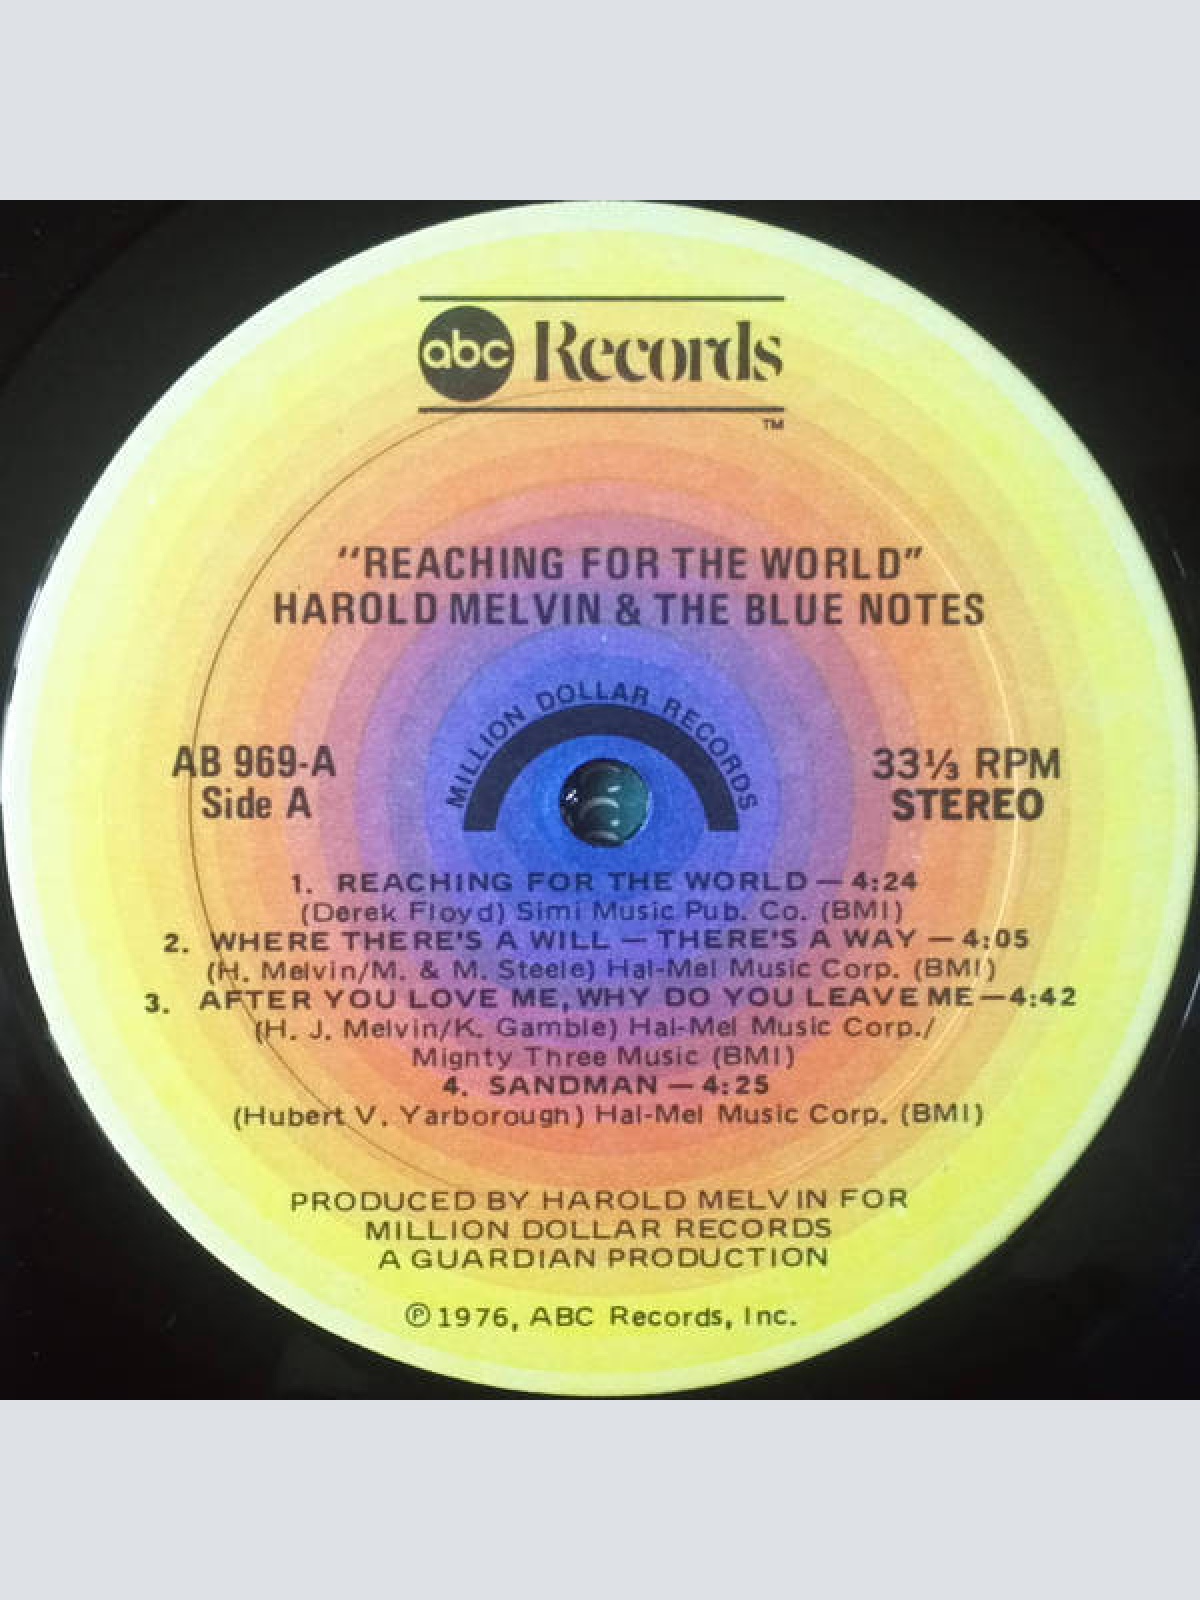 abc Records
TM
"REACHING FOR THE WORLD"
HAROLD MELVIN & THE BLUE NOTES
MILLION DOLLAR RECORDS
AB 969-A
Side A
33⅓ RPM
STEREO
1. REACHING FOR THE WORLD — 4:24
(Derek Floyd) Simi Music Pub. Co. (BMI)
2. WHERE THERE'S A WILL — THERE'S A WAY — 4:05
(H. Melvin/M. & M. Steele) Hal-Mel Music Corp. (BMI)
3. AFTER YOU LOVE ME, WHY DO YOU LEAVE ME—4:42
(H. J. Melvin/K. Gamble) Hal-Mel Music Corp./
Mighty Three Music (BMI)
4. SANDMAN — 4:25
(Hubert V. Yarborough) Hal-Mel Music Corp. (BMI)
PRODUCED BY HAROLD MELVIN FOR
MILLION DOLLAR RECORDS
A GUARDIAN PRODUCTION
℗1976, ABC Records, Inc.